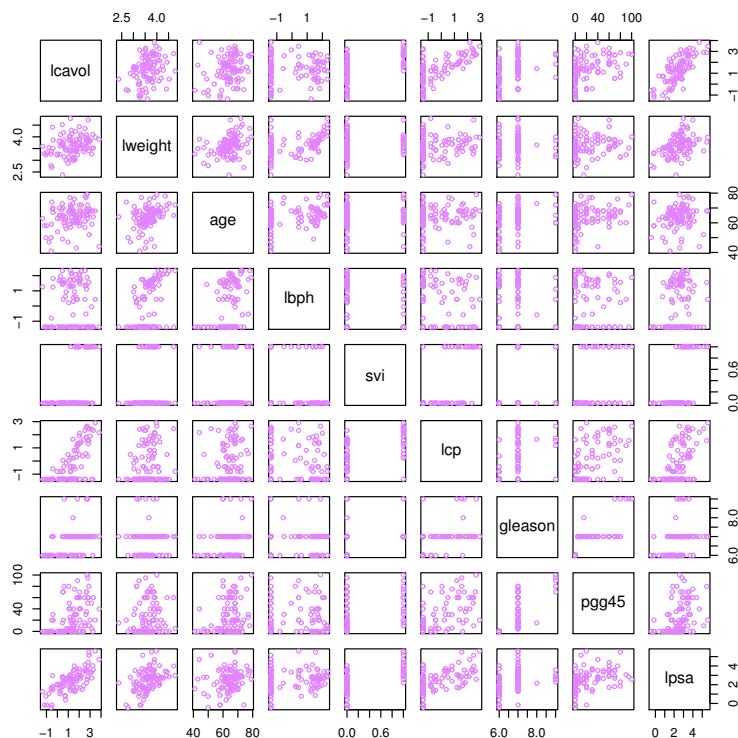 2.5 4.0 −1 1 −1 1 3 0 40 100
lcavol −1 1 3
2.5 4.0 lweight
age 40 60 80
−1 1 lbph
svi 0.0 0.6
−1 1 3 lcp
gleason 6.0 8.0
0 40 100 pgg45
lpsa 0 2 4
−1 1 3 40 60 80 0.0 0.6 6.0 8.0 0 2 4